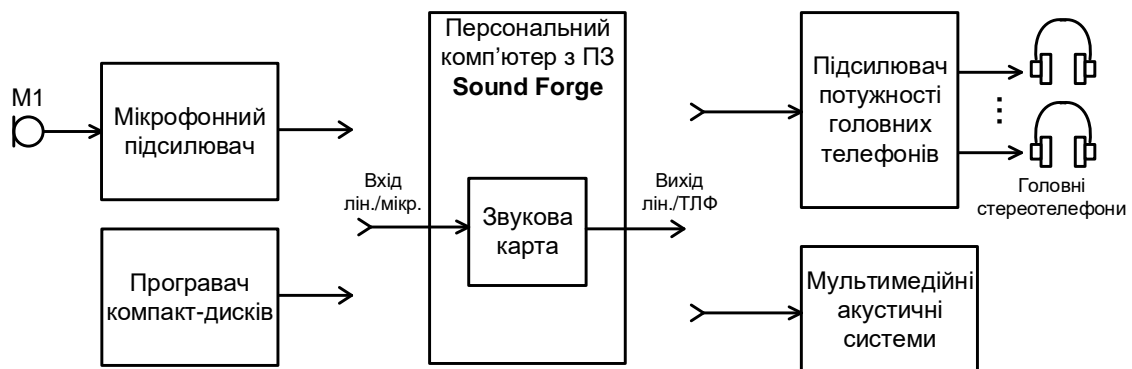 М1
Мікрофонний
підсилювач
Програвач
компакт-дисків
Вхід
лін./мікр.
Персональний
комп’ютер з ПЗ
Sound Forge
Звукова
карта
Вихід
лін./ТЛФ
Підсилювач
потужності
головних
телефонів
Головні
стереотелефони
Мультимедійні
акустичні
системи